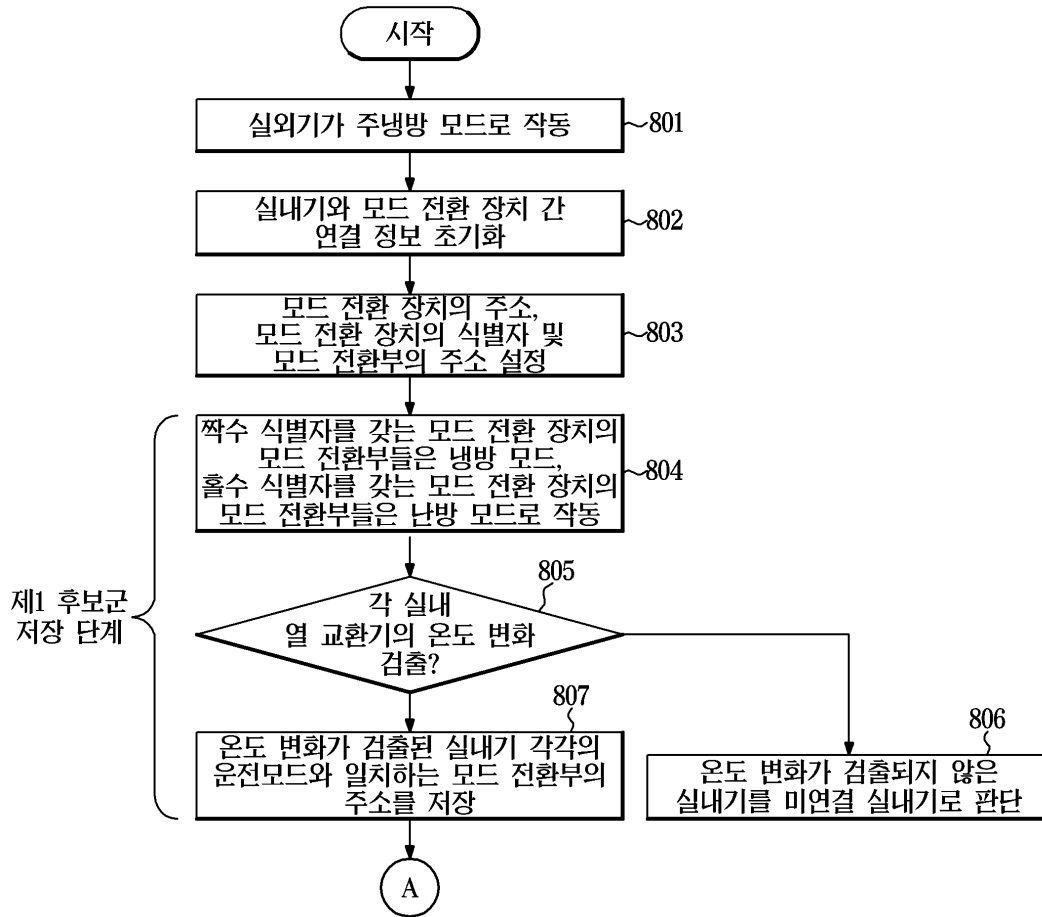 시작
실외기가 주냉방 모드로 작동
801
실내기와 모드 전환 장치 간
연결 정보 초기화
802
모드 전환 장치의 주소,
모드 전환 장치의 식별자 및
모드 전환부의 주소 설정
803
짝수 식별자를 갖는 모드 전환 장치의
모드 전환부들은 냉방 모드,
홀수 식별자를 갖는 모드 전환 장치의
모드 전환부들은 난방 모드로 작동
804
제1 후보군
저장 단계
805
각 실내
열 교환기의 온도 변화
검출?
807
온도 변화가 검출된 실내기 각각의
운전모드와 일치하는 모드 전환부의
주소를 저장
806
온도 변화가 검출되지 않은
실내기를 미연결 실내기로 판단
A